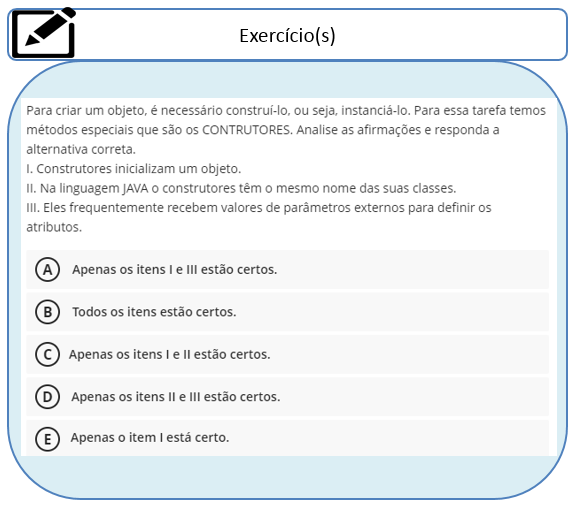 Exercício(s)
Para criar um objeto, é necessário construí-lo, ou seja, instanciá-lo. Para essa tarefa temos
métodos especiais que são os CONTRUTORES. Analise as afirmações e responda a
alternativa correta.
I. Construtores inicializam um objeto.
II. Na linguagem JAVA o construtores têm o mesmo nome das suas classes.
III. Eles frequentemente recebem valores de parâmetros externos para definir os
atributos.
A Apenas os itens I e III estão certos.
B Todos os itens estão certos.
C Apenas os itens I e II estão certos.
D Apenas os itens II e III estão certos.
E Apenas o item I está certo.